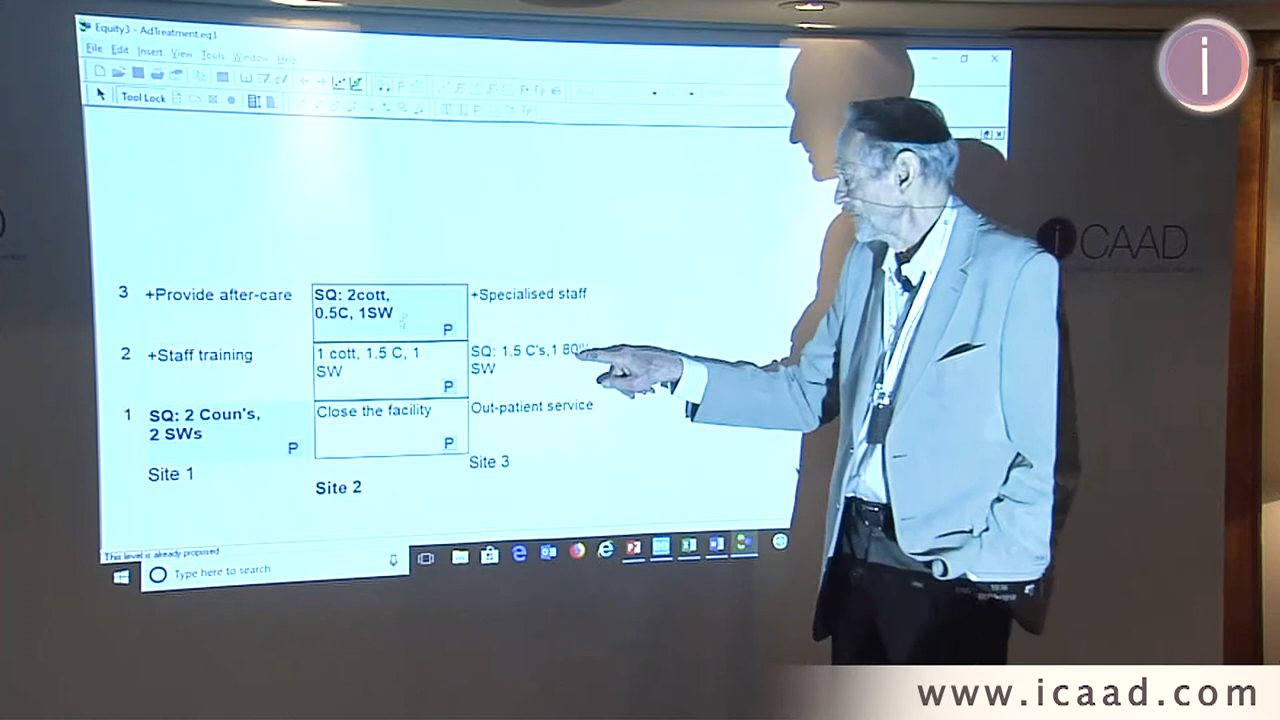 Equity3 - AdTreatment.eq3
File Edit Insert View Tools Window Help
Tool Lock
3 +Provide after-care
SQ: 2cott,
0.5C, 1SW
P
+Specialised staff
2 +Staff training
1 cott, 1.5 C, 1
SW
P
SQ: 1.5 C's,1 80%
SW
1 SQ: 2 Coun's,
2 SWs
P
Close the facility
P
Out-patient service
Site 1
Site 2
Site 3
This level is already proposed
Type here to search
i
iCAAD
www.icaad.com